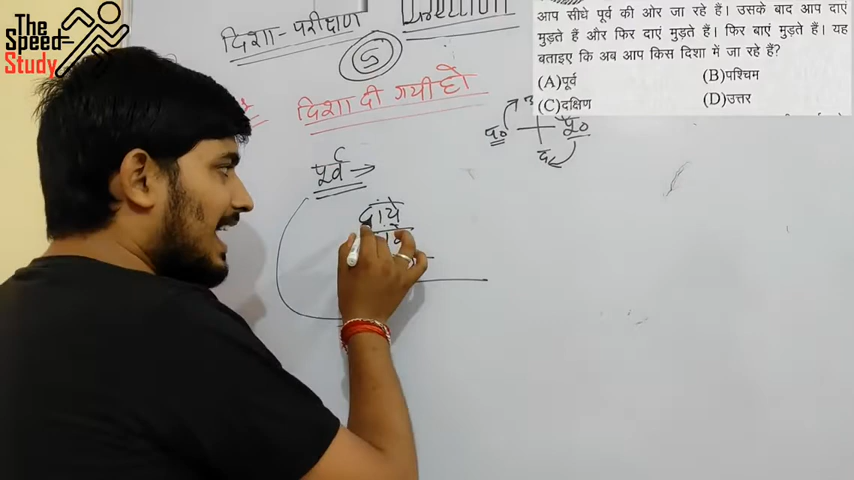 The
Speed
Study
दिशा-परीक्षण
5
दिशा दी गयी हो
पूर्व →
दायें
प०
पू०
द
आप सीधे पूर्व की ओर जा रहे हैं। उसके बाद आप दाएं
मुड़ते हैं और फिर दाएं मुड़ते हैं। फिर बाएं मुड़ते हैं। यह
बताइए कि अब आप किस दिशा में जा रहे हैं?
(A)पूर्व (B)पश्चिम
(C)दक्षिण (D)उत्तर